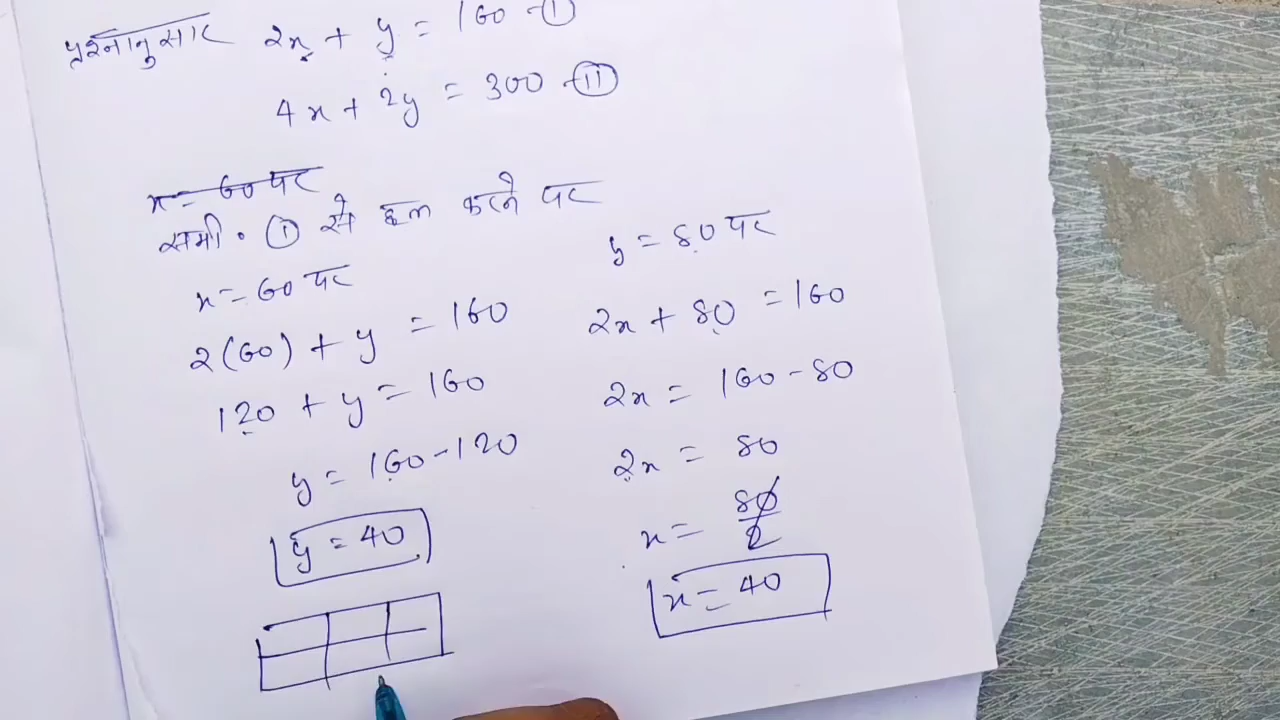 प्रश्नानुसार 2x + y = 160 -(I)
4x + 2y = 300 -(II)
x = 60 पर
समी. (I) से हल करने पर
x = 60 पर
2(60) + y = 160
120 + y = 160
y = 160 - 120
y = 40
y = 80 पर
2x + 80 = 160
2x = 160 - 80
2x = 80
x = 80/2
x = 40